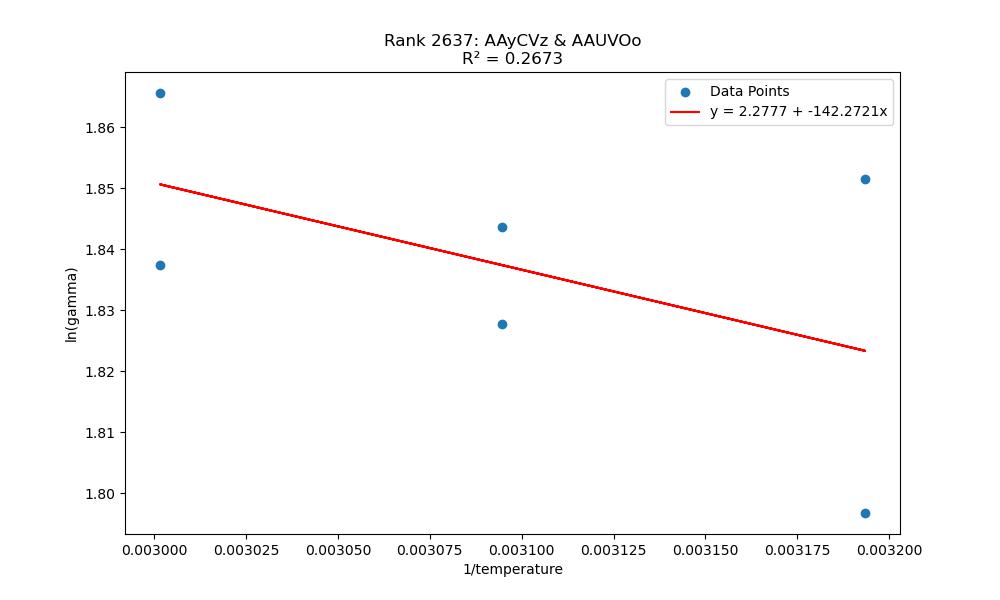 Rank 2637: AAyCVz & AAUVOo
R² = 0.2673
Data Points
y = 2.2777 + -142.2721x
1.86
1.85
1.84
1.83
1.82
1.81
1.80
ln(gamma)
0.003000 0.003025 0.003050 0.003075 0.003100 0.003125 0.003150 0.003175 0.003200
1/temperature